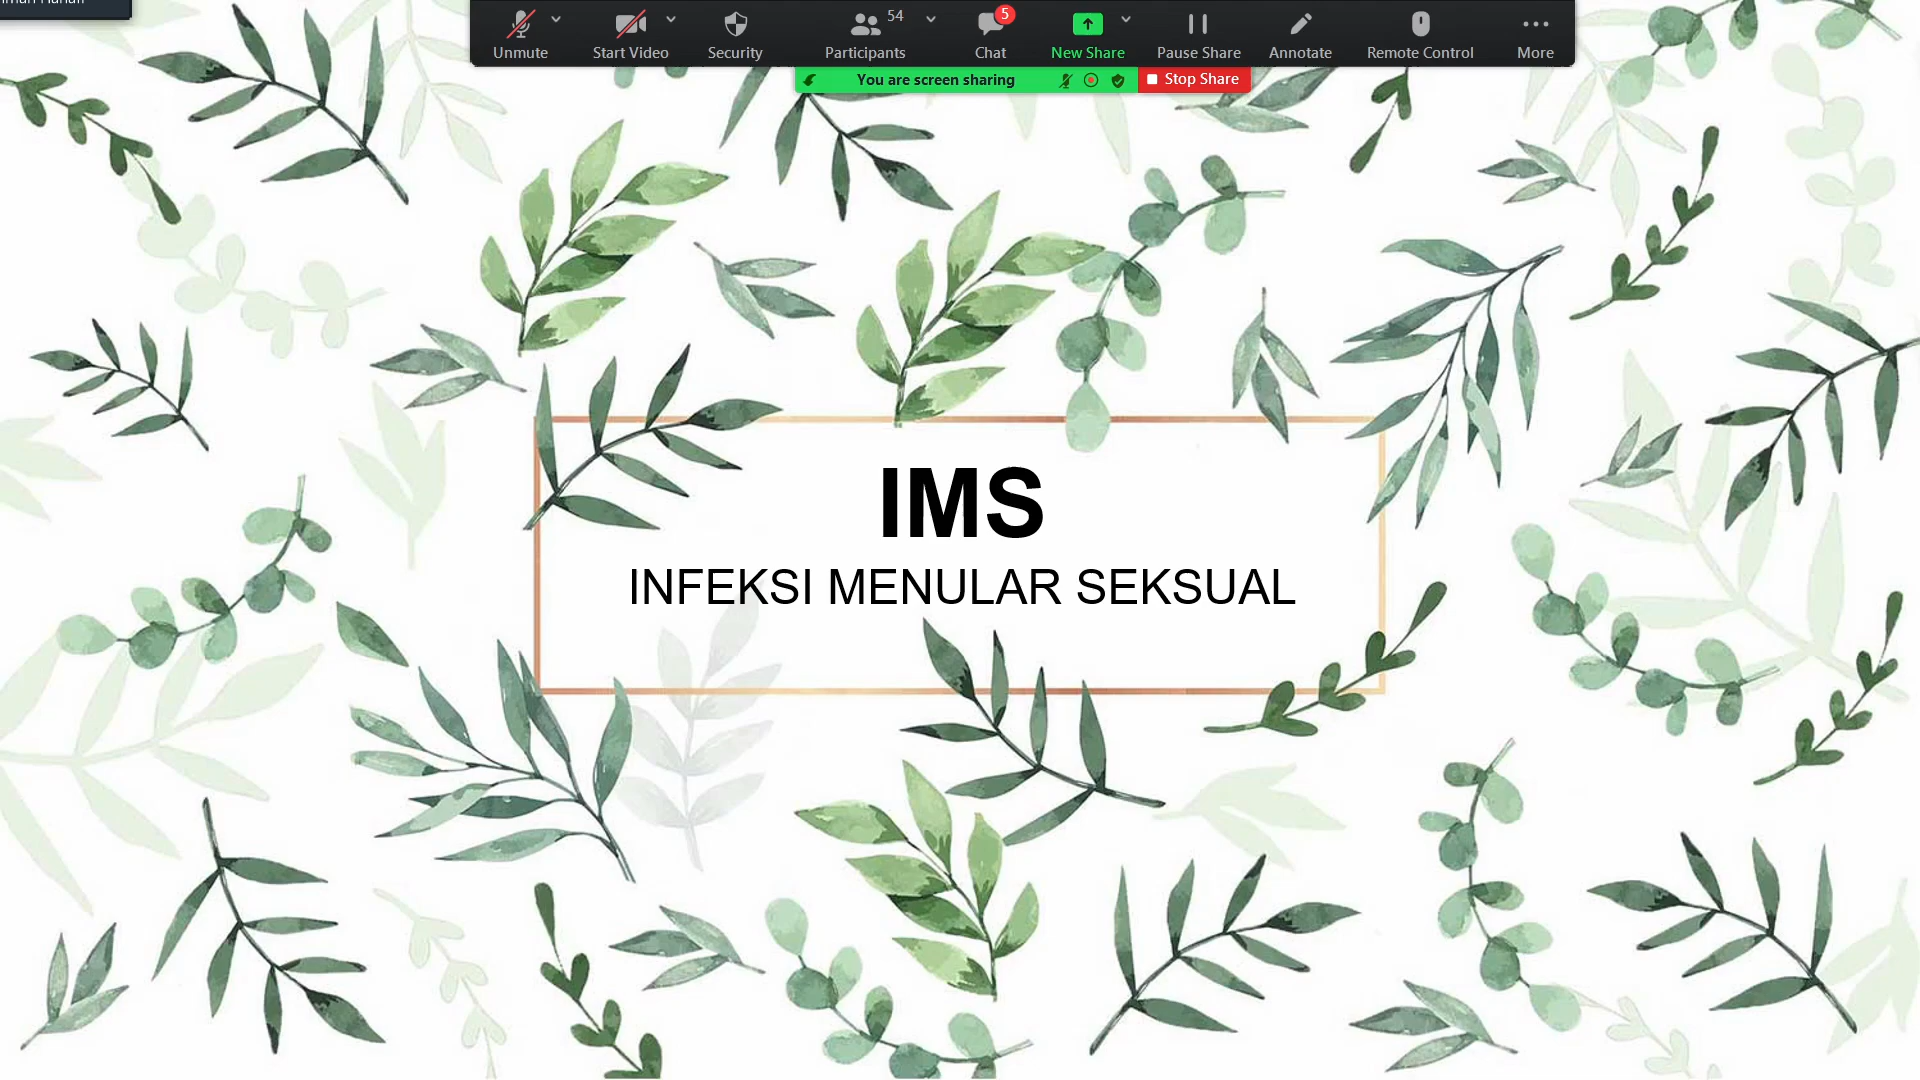 Unmute
Start Video
Security
54
Participants
5
Chat
New Share
Pause Share
Annotate
Remote Control
More
You are screen sharing
Stop Share
IMS
INFEKSI MENULAR SEKSUAL